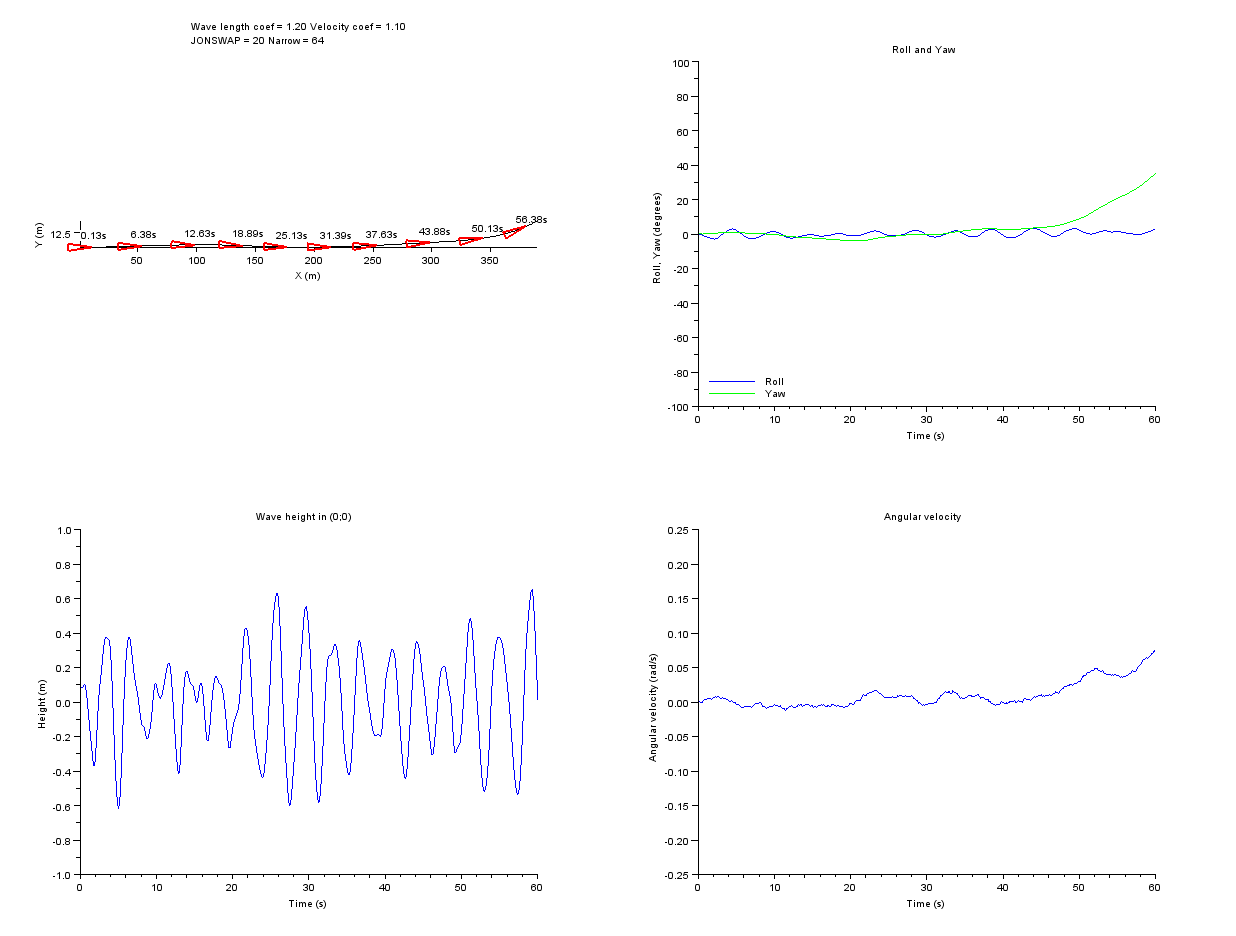 Wave length coef = 1.20 Velocity coef = 1.10
JONSWAP = 20 Narrow = 64
Y (m)
12.5
0.13s 6.38s 12.63s 18.89s 25.13s 31.39s 37.63s 43.88s 50.13s 56.38s
50 100 150 200 250 300 350
X (m)
Roll and Yaw
Roll, Yaw (degrees)
100
80
60
40
20
0
-20
-40
-60
-80
-100
Roll
Yaw
0 10 20 30 40 50 60
Time (s)
Wave height in (0;0)
Height (m)
1.0
0.8
0.6
0.4
0.2
0.0
-0.2
-0.4
-0.6
-0.8
-1.0
0 10 20 30 40 50 60
Time (s)
Angular velocity
Angular velocity (rad/s)
0.25
0.20
0.15
0.10
0.05
0.00
-0.05
-0.10
-0.15
-0.20
-0.25
0 10 20 30 40 50 60
Time (s)